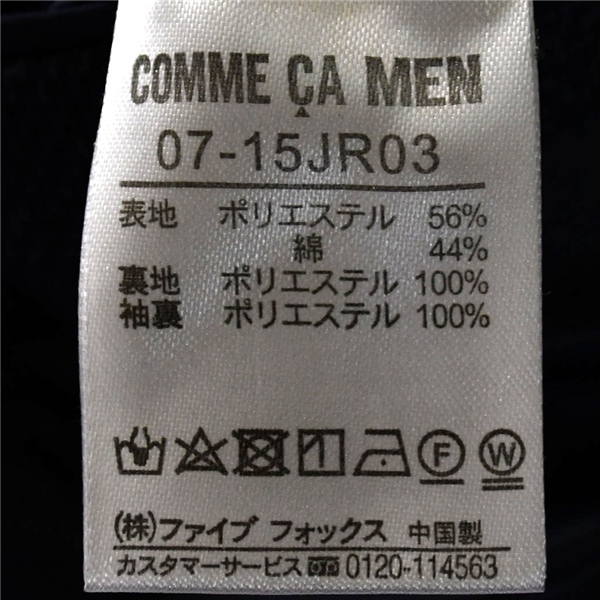 COMME ÇA MEN
07-15JR03
表地 ポリエステル 56%
綿 44%
裏地 ポリエステル 100%
袖裏 ポリエステル 100%
F W
(株)ファイブ フォックス 中国製
カスタマーサービス 0120-114563